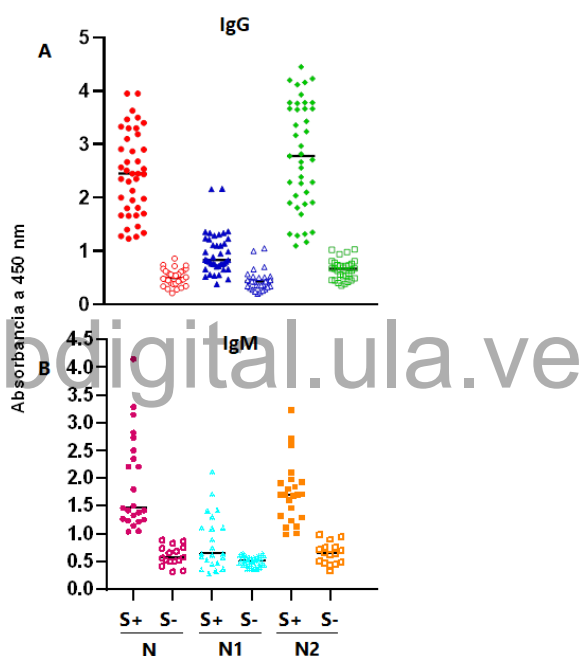 IgG
A
5
4
3
2
1
0
Absorbancia a 450 nm
bdigital.ula.ve
IgM
B
4.5
4.0
3.5
3.0
2.5
2.0
1.5
1.0
0.5
0.0
S+ S- S+ S- S+ S-
N N1 N2